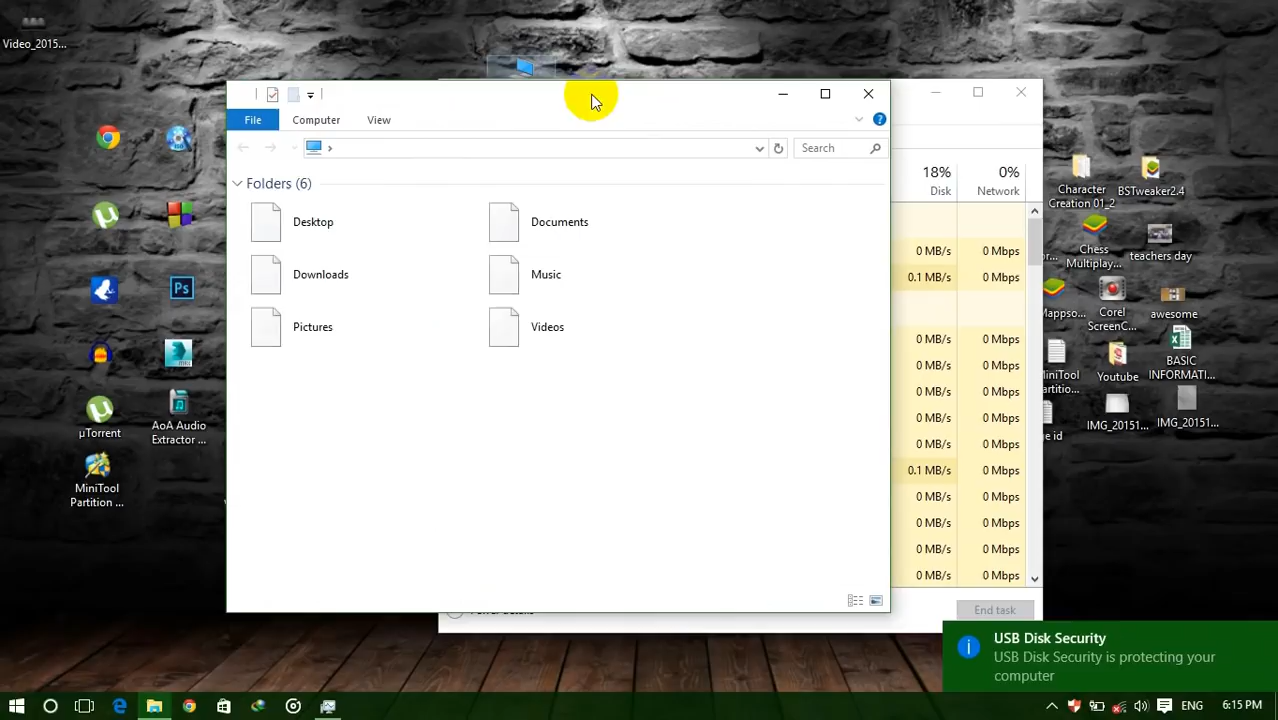 Video_2015...
File
Computer
View
Search
Folders (6)
Desktop
Documents
Downloads
Music
Pictures
Videos
18%
0%
Disk
Network
0 MB/s
0 Mbps
0.1 MB/s
0 Mbps
0 MB/s
0 Mbps
0 MB/s
0 Mbps
0 MB/s
0 Mbps
0 MB/s
0 Mbps
0 MB/s
0 Mbps
0.1 MB/s
0 Mbps
0 MB/s
0 Mbps
0 MB/s
0 Mbps
0 MB/s
0 Mbps
0 MB/s
0 Mbps
End task
Ps
µTorrent
AoA Audio
Extractor ...
MiniTool
Partition ...
Character
Creation 01_2
BSTweaker2.4
Chess
Multiplay...
teachers day
Mappso...
Corel
ScreenC...
awesome
MiniTool
Partitio...
Youtube
BASIC
INFORMATI...
IMG_20151...
IMG_20151...
USB Disk Security
USB Disk Security is protecting your
computer
ENG
6:15 PM